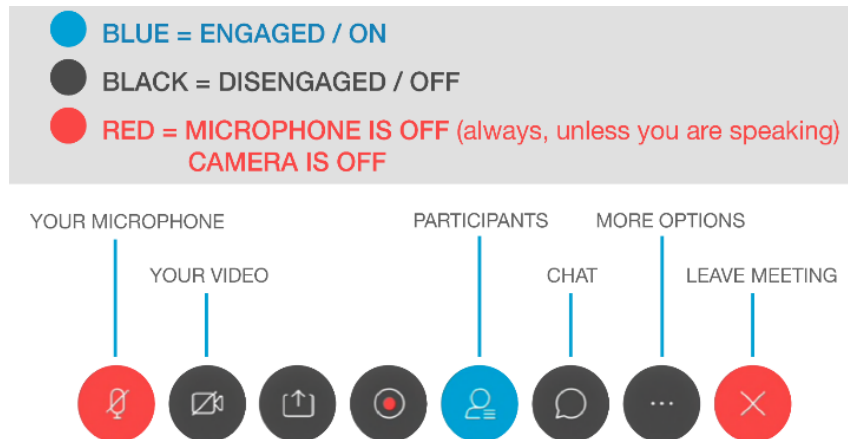 BLUE = ENGAGED / ON
BLACK = DISENGAGED / OFF
RED = MICROPHONE IS OFF (always, unless you are speaking)
CAMERA IS OFF
YOUR MICROPHONE
PARTICIPANTS
MORE OPTIONS
YOUR VIDEO
CHAT
LEAVE MEETING